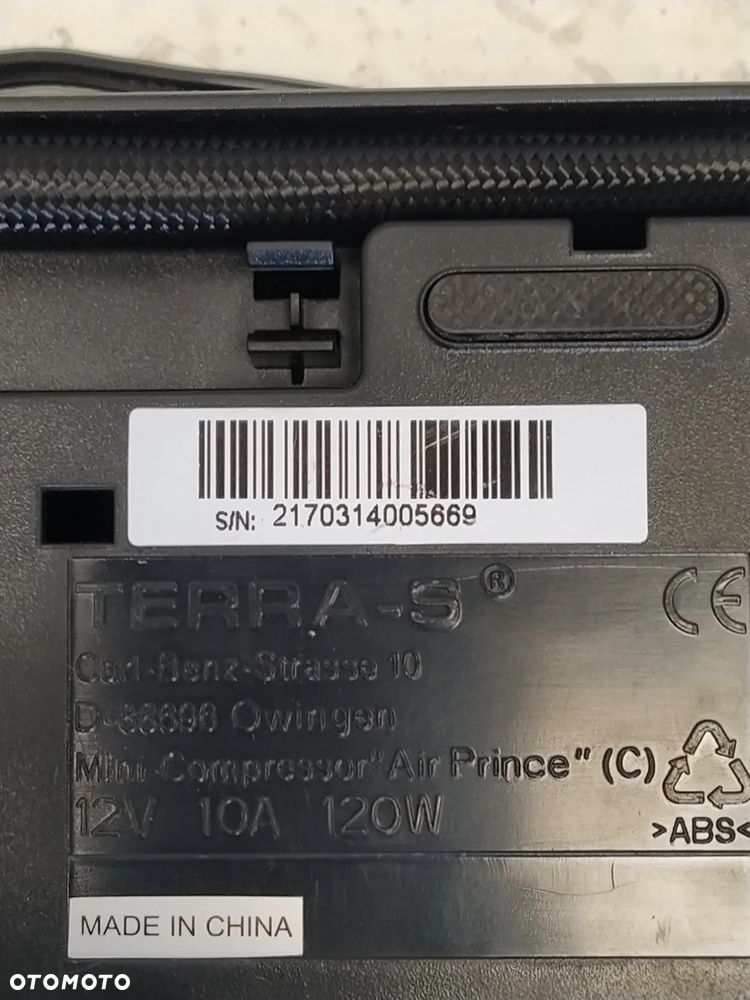 S/N: 2170314005669
TERRA-S®
CE
Carl-Benz-Strasse 10
D-88696 Owingen
Mini-Compressor "Air Prince" (C)
12V 10A 120W
>ABS<
MADE IN CHINA
OTOMOTO